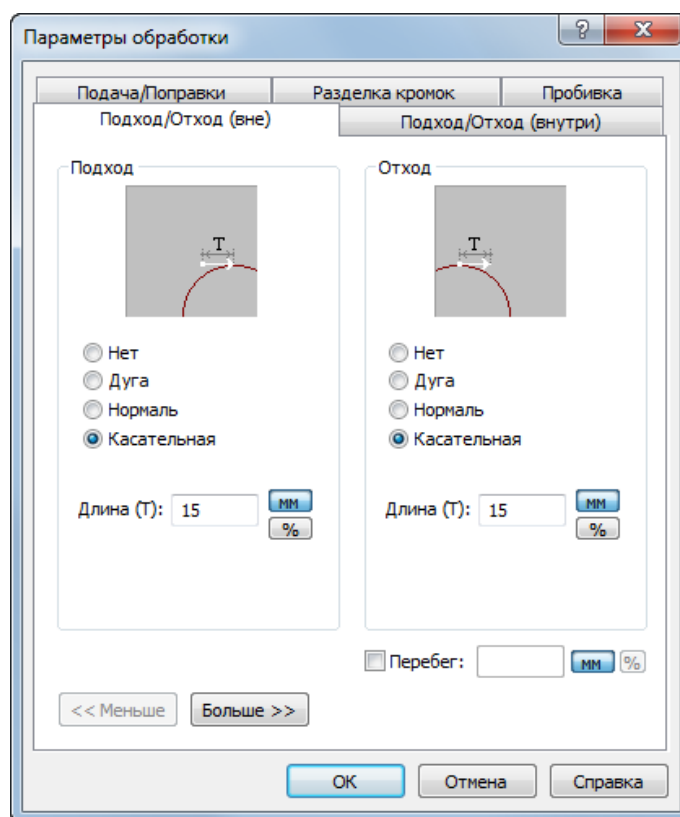 Параметры обработки
Подача/Поправки Разделка кромок Пробивка
Подход/Отход (вне) Подход/Отход (внутри)
Подход Отход
T T
Нет Нет
Дуга Дуга
Нормаль Нормаль
Касательная Касательная
Длина (T): 15 мм Длина (T): 15 мм
% %
Перебег: мм %
<< Меньше Больше >>
ОК Отмена Справка